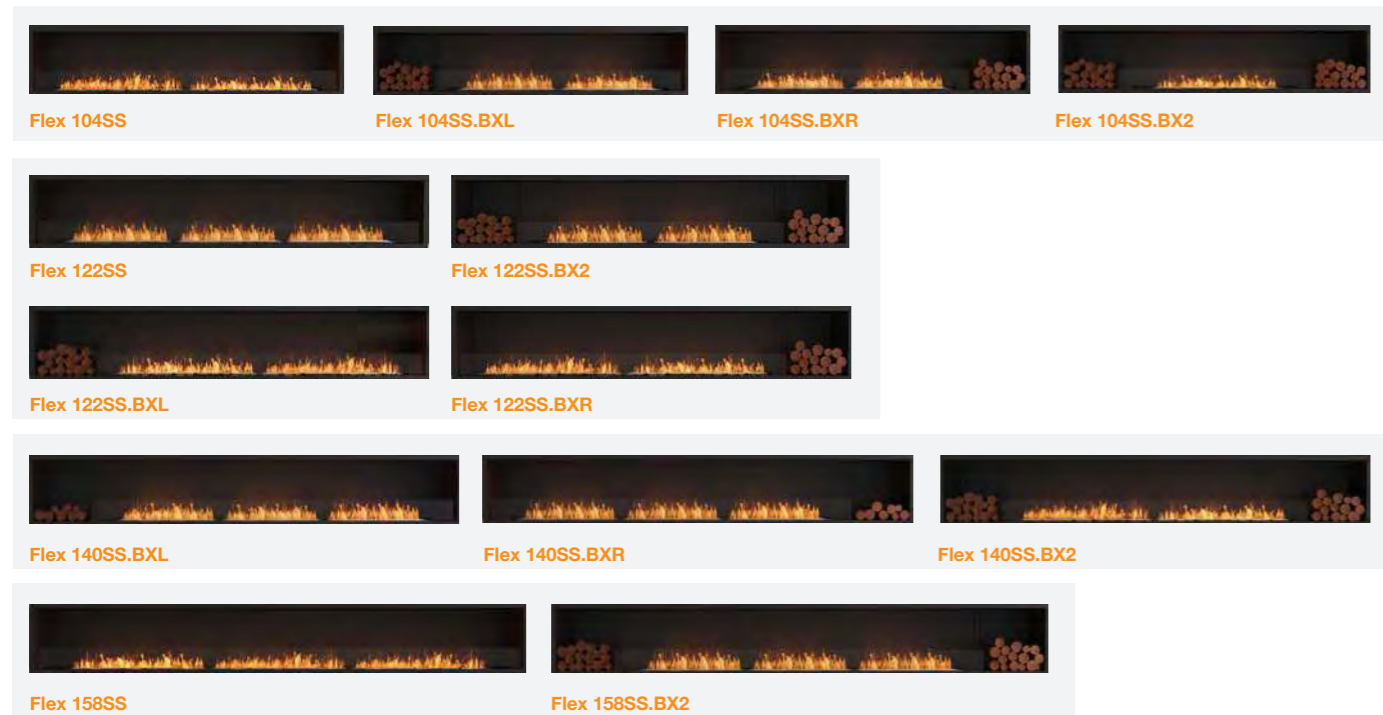 Flex 104SS
Flex 104SS.BXL
Flex 104SS.BXR
Flex 104SS.BX2
Flex 122SS
Flex 122SS.BX2
Flex 122SS.BXL
Flex 122SS.BXR
Flex 140SS.BXL
Flex 140SS.BXR
Flex 140SS.BX2
Flex 158SS
Flex 158SS.BX2